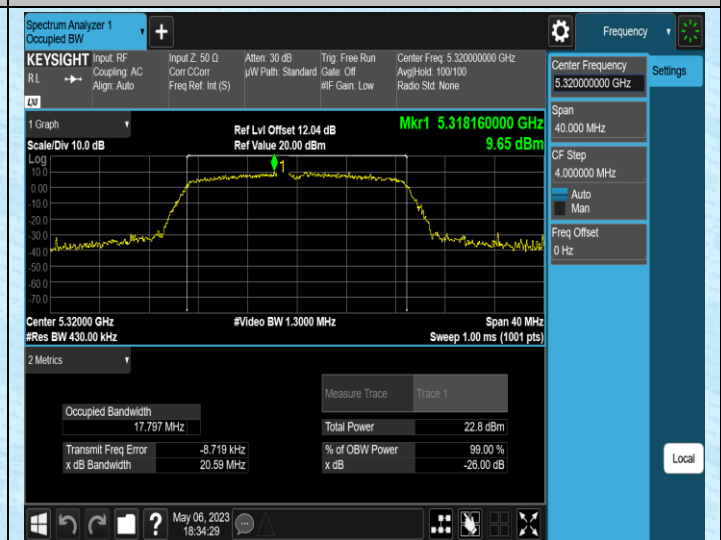 Spectrum Analyzer 1
Occupied BW
Frequency
KEYSIGHT
R L
LXI
Input: RF
Coupling: AC
Align: Auto
Input Z: 50 Ω
Corr CCorr
Freq Ref: Int (S)
Atten: 30 dB
µW Path: Standard
Trig: Free Run
Gate: Off
#IF Gain: Low
Center Freq: 5.320000000 GHz
Avg|Hold: 100/100
Radio Std: None
Center Frequency
5.320000000 GHz
Settings
Span
40.000 MHz
CF Step
4.000000 MHz
Auto
Man
Freq Offset
0 Hz
1 Graph
Scale/Div 10.0 dB
Ref Lvl Offset 12.04 dB
Ref Value 20.00 dBm
Mkr1 5.318160000 GHz
9.65 dBm
Log
10.0
0.00
-10.0
-20.0
-30.0
-40.0
-50.0
-60.0
-70.0
1
Center 5.32000 GHz
#Video BW 1.3000 MHz
Span 40 MHz
#Res BW 430.00 kHz
Sweep 1.00 ms (1001 pts)
2 Metrics
Measure Trace
Trace 1
Occupied Bandwidth
17.797 MHz
Total Power
22.8 dBm
Transmit Freq Error
-8.719 kHz
% of OBW Power
99.00 %
x dB Bandwidth
20.59 MHz
x dB
-26.00 dB
Local
?
May 06, 2023
18:34:29